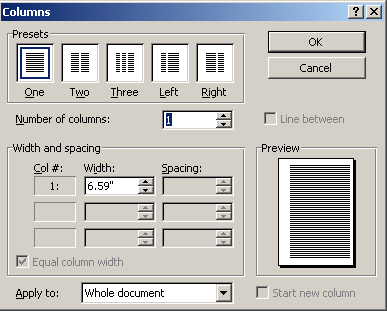 Columns
Presets
OK
Cancel
One Two Three Left Right
Number of columns: 1
Line between
Width and spacing
Preview
Col #: Width: Spacing:
1: 6.59"
Equal column width
Apply to: Whole document
Start new column